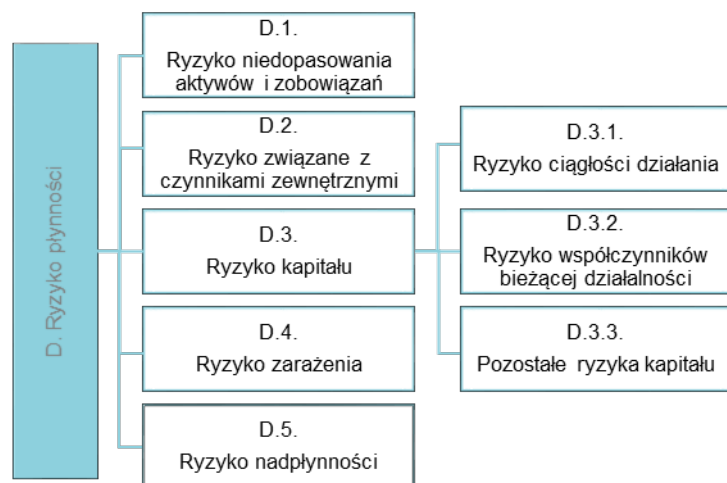 D. Ryzyko płynności
D.1.
Ryzyko niedopasowania
aktywów i zobowiązań
D.2.
Ryzyko związane z
czynnikami zewnętrznymi
D.3.
Ryzyko kapitału
D.4.
Ryzyko zarażenia
D.5.
Ryzyko nadpłynności
D.3.1.
Ryzyko ciągłości działania
D.3.2.
Ryzyko współczynników
bieżącej działalności
D.3.3.
Pozostałe ryzyka kapitału